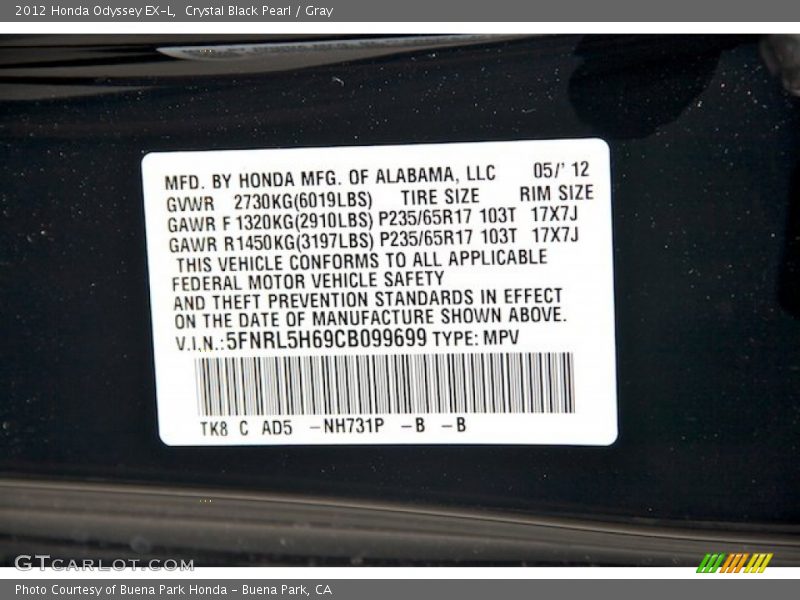 2012 Honda Odyssey EX-L, Crystal Black Pearl / Gray
MFD. BY HONDA MFG. OF ALABAMA, LLC 05/' 12
GVWR 2730KG(6019LBS) TIRE SIZE RIM SIZE
GAWR F 1320KG(2910LBS) P235/65R17 103T 17X7J
GAWR R1450KG(3197LBS) P235/65R17 103T 17X7J
THIS VEHICLE CONFORMS TO ALL APPLICABLE
FEDERAL MOTOR VEHICLE SAFETY
AND THEFT PREVENTION STANDARDS IN EFFECT
ON THE DATE OF MANUFACTURE SHOWN ABOVE.
V.I.N.:5FNRL5H69CB099699 TYPE: MPV
TK8 C AD5 -NH731P -B -B
GTCARLOT.COM
Photo Courtesy of Buena Park Honda - Buena Park, CA